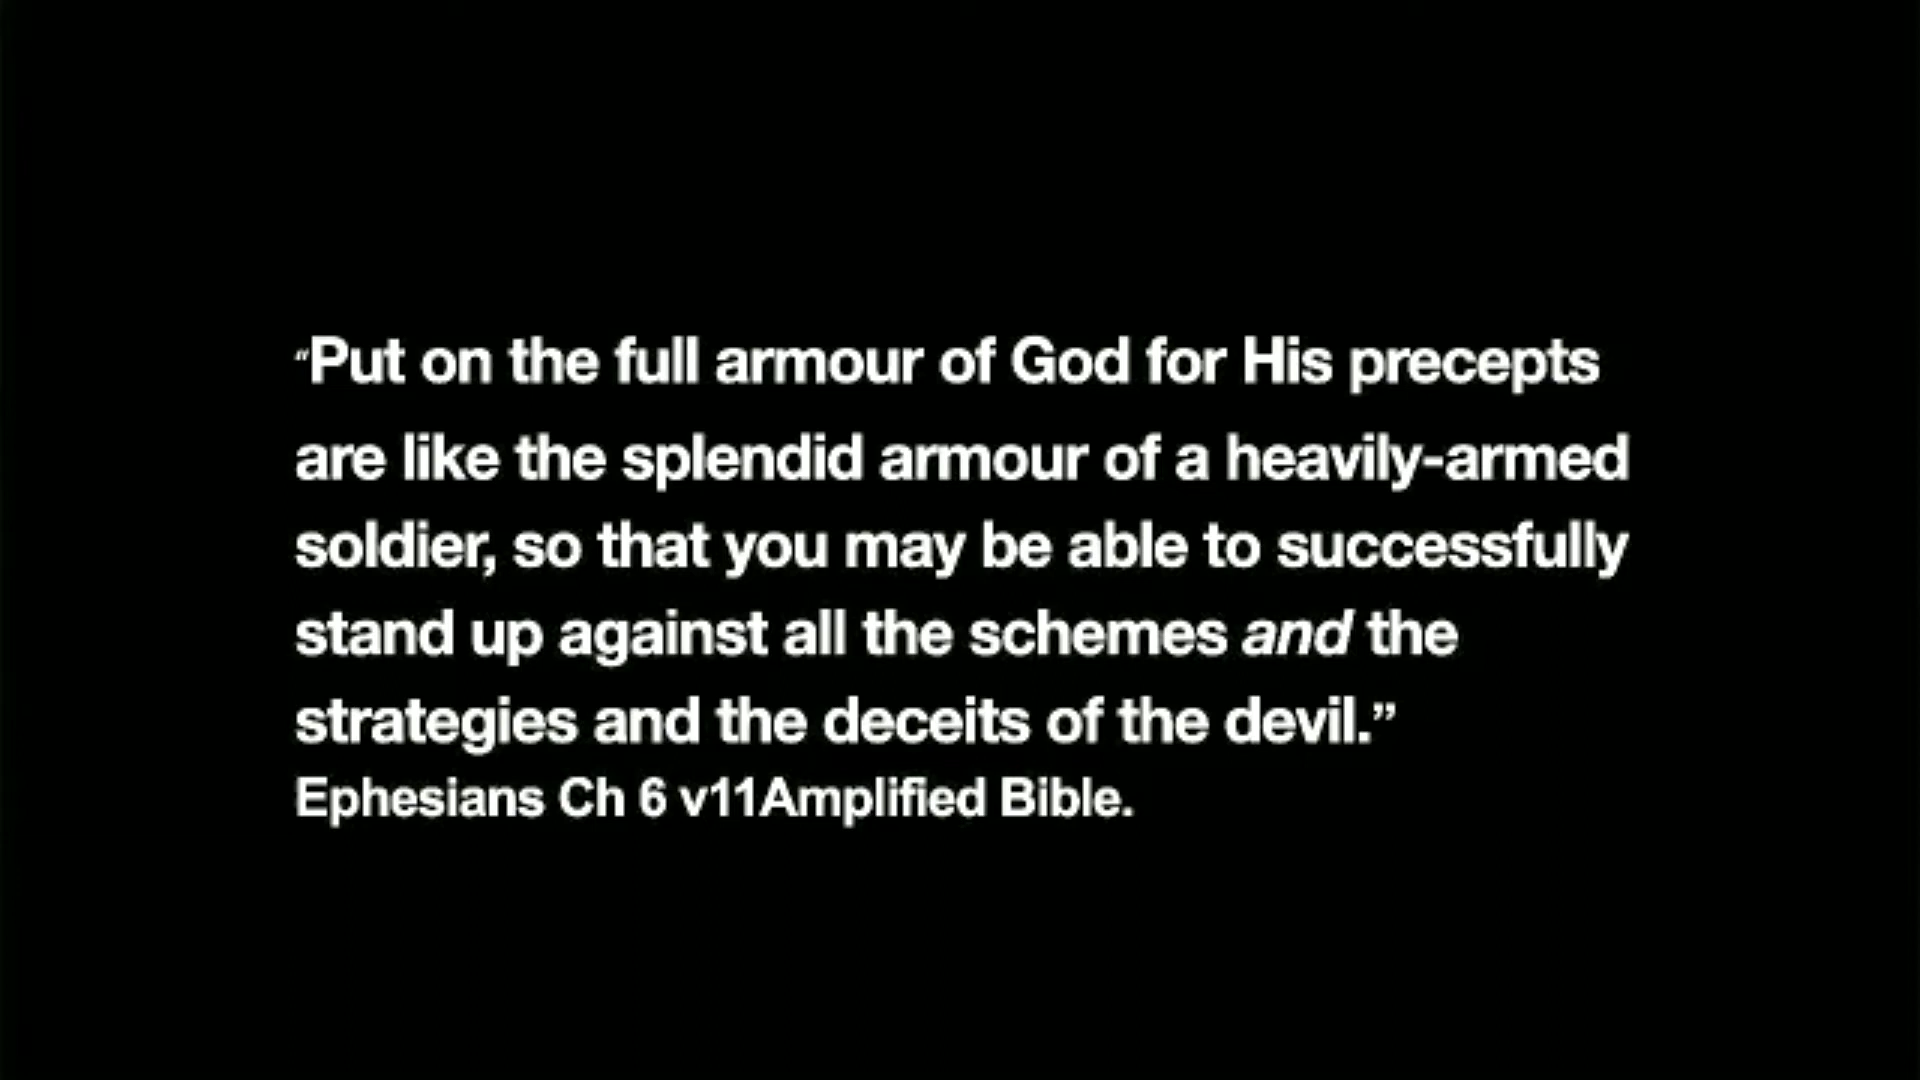 “Put on the full armour of God for His precepts
are like the splendid armour of a heavily-armed
soldier, so that you may be able to successfully
stand up against all the schemes and the
strategies and the deceits of the devil.”
Ephesians Ch 6 v11Amplified Bible.